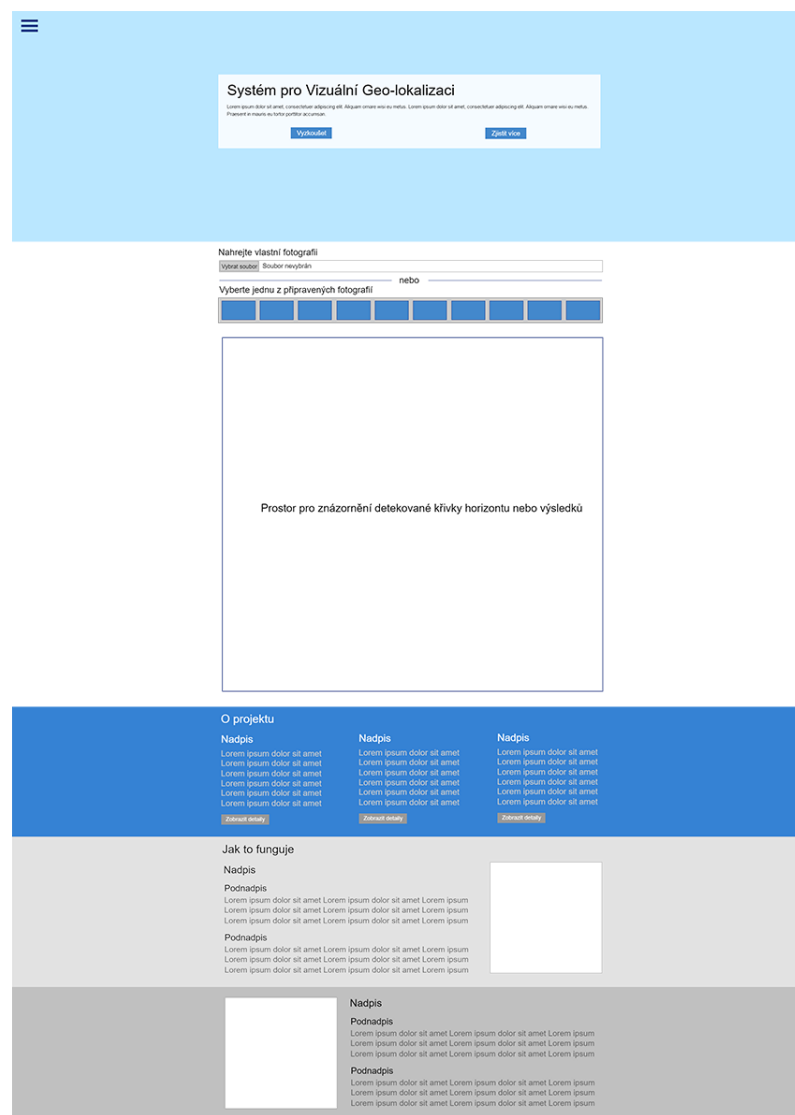 Systém pro Vizuální Geo-lokalizaci
Lorem ipsum dolor sit amet, consectetuer adipiscing elit. Aliquam ornare wisi eu metus. Lorem ipsum dolor sit amet, consectetuer adipiscing elit. Aliquam ornare wisi eu metus.
Praesent in mauris eu tortor porttitor accumsan.
Vyzkoušet
Zjistit více
Nahrejte vlastní fotografii
Vybrat soubor Soubor nevybrán
nebo
Vyberte jednu z připravených fotografií
Prostor pro znázornění detekované křivky horizontu nebo výsledků
O projektu
Nadpis
Lorem ipsum dolor sit amet
Lorem ipsum dolor sit amet
Lorem ipsum dolor sit amet
Lorem ipsum dolor sit amet
Lorem ipsum dolor sit amet
Lorem ipsum dolor sit amet
Zobrazit detaily
Nadpis
Lorem ipsum dolor sit amet
Lorem ipsum dolor sit amet
Lorem ipsum dolor sit amet
Lorem ipsum dolor sit amet
Lorem ipsum dolor sit amet
Lorem ipsum dolor sit amet
Zobrazit detaily
Nadpis
Lorem ipsum dolor sit amet
Lorem ipsum dolor sit amet
Lorem ipsum dolor sit amet
Lorem ipsum dolor sit amet
Lorem ipsum dolor sit amet
Lorem ipsum dolor sit amet
Zobrazit detaily
Jak to funguje
Nadpis
Podnadpis
Lorem ipsum dolor sit amet Lorem ipsum dolor sit amet Lorem ipsum
Lorem ipsum dolor sit amet Lorem ipsum dolor sit amet Lorem ipsum
Lorem ipsum dolor sit amet Lorem ipsum dolor sit amet Lorem ipsum
Podnadpis
Lorem ipsum dolor sit amet Lorem ipsum dolor sit amet Lorem ipsum
Lorem ipsum dolor sit amet Lorem ipsum dolor sit amet Lorem ipsum
Lorem ipsum dolor sit amet Lorem ipsum dolor sit amet Lorem ipsum
Nadpis
Podnadpis
Lorem ipsum dolor sit amet Lorem ipsum dolor sit amet Lorem ipsum
Lorem ipsum dolor sit amet Lorem ipsum dolor sit amet Lorem ipsum
Lorem ipsum dolor sit amet Lorem ipsum dolor sit amet Lorem ipsum
Podnadpis
Lorem ipsum dolor sit amet Lorem ipsum dolor sit amet Lorem ipsum
Lorem ipsum dolor sit amet Lorem ipsum dolor sit amet Lorem ipsum
Lorem ipsum dolor sit amet Lorem ipsum dolor sit amet Lorem ipsum